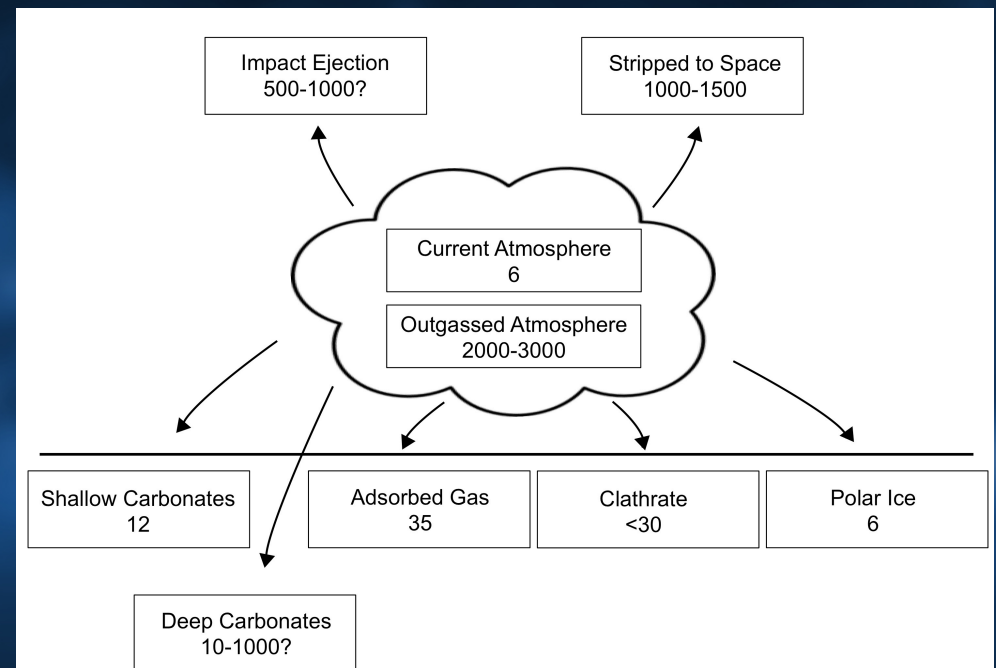 Impact Ejection
500-1000?
Stripped to Space
1000-1500
Current Atmosphere
6
Outgassed Atmosphere
2000-3000
Shallow Carbonates
12
Adsorbed Gas
35
Clathrate
<30
Polar Ice
6
Deep Carbonates
10-1000?